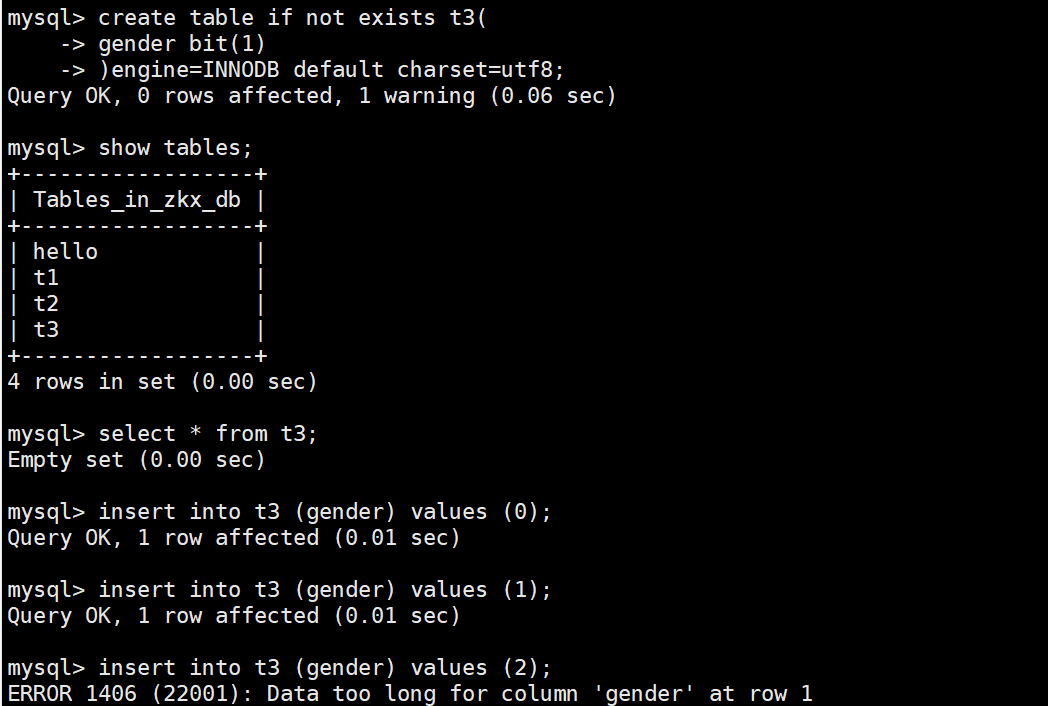 mysql> create table if not exists t3(
    -> gender bit(1)
    -> )engine=INNODB default charset=utf8;
Query OK, 0 rows affected, 1 warning (0.06 sec)

mysql> show tables;
+------------------+
| Tables_in_zkx_db |
+------------------+
| hello            |
| t1               |
| t2               |
| t3               |
+------------------+
4 rows in set (0.00 sec)

mysql> select * from t3;
Empty set (0.00 sec)

mysql> insert into t3 (gender) values (0);
Query OK, 1 row affected (0.01 sec)

mysql> insert into t3 (gender) values (1);
Query OK, 1 row affected (0.01 sec)

mysql> insert into t3 (gender) values (2);
ERROR 1406 (22001): Data too long for column 'gender' at row 1